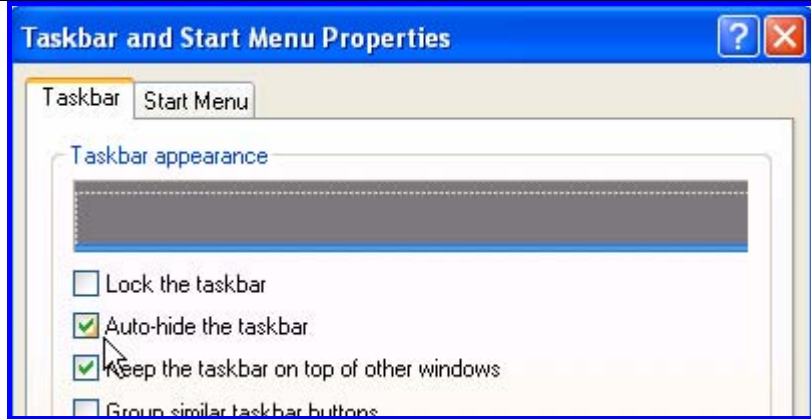 Taskbar and Start Menu Properties
Taskbar Start Menu
Taskbar appearance
Lock the taskbar
Auto-hide the taskbar
Keep the taskbar on top of other windows
Group similar taskbar buttons